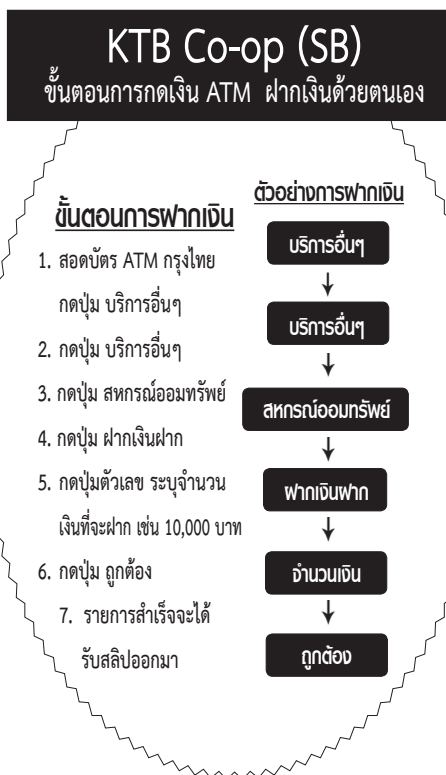 KTB Co-op (SB)
ขั้นตอนการกดเงิน ATM ฝากเงินด้วยตนเอง
ขั้นตอนการฝากเงิน
1. สอดบัตร ATM กรุงไทย
กดปุ่ม บริการอื่นๆ
2. กดปุ่ม บริการอื่นๆ
3. กดปุ่ม สหกรณ์ออมทรัพย์
4. กดปุ่ม ฝากเงินฝาก
5. กดปุ่มตัวเลข ระบุจำนวน
เงินที่จะฝาก เช่น 10,000 บาท
6. กดปุ่ม ถูกต้อง
7. รายการสำเร็จจะได้
รับสลิปออกมา
ตัวอย่างการฝากเงิน
บริการอื่นๆ
บริการอื่นๆ
สหกรณ์ออมทรัพย์
ฝากเงินฝาก
จำนวนเงิน
ถูกต้อง